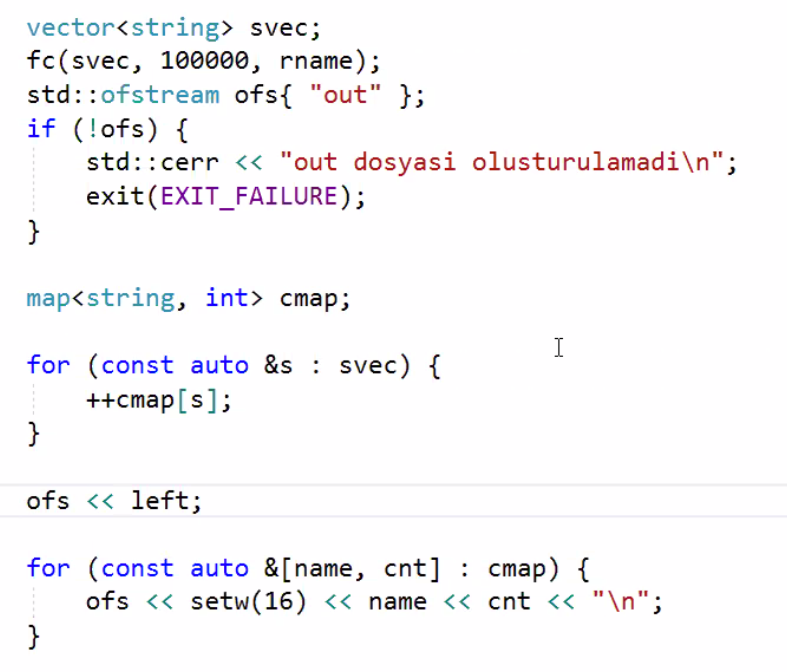 vector<string> svec;
fc(svec, 100000, rname);
std::ofstream ofs{ "out" };
if (!ofs) {
    std::cerr << "out dosyasi olusturulamadi\n";
    exit(EXIT_FAILURE);
}

map<string, int> cmap;

for (const auto &s : svec) {
    ++cmap[s];
}

ofs << left;

for (const auto &[name, cnt] : cmap) {
    ofs << setw(16) << name << cnt << "\n";
}